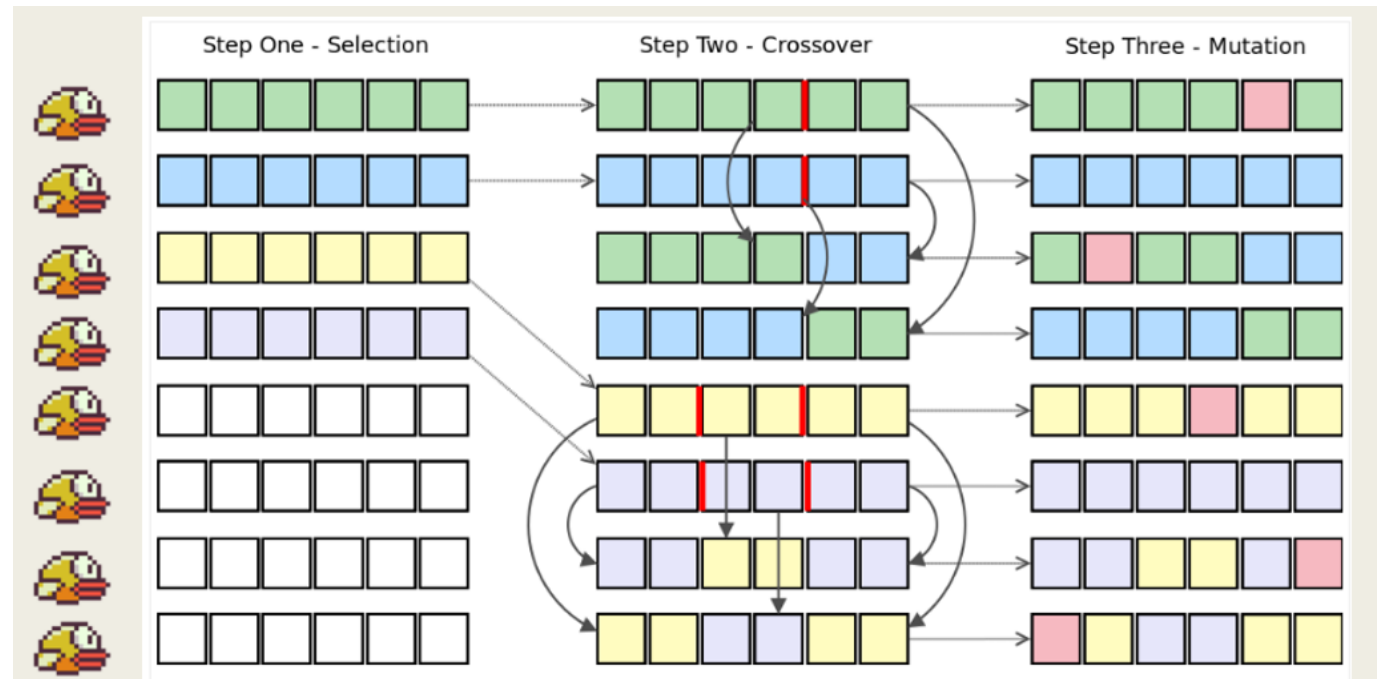 Step One - Selection
Step Two - Crossover
Step Three - Mutation